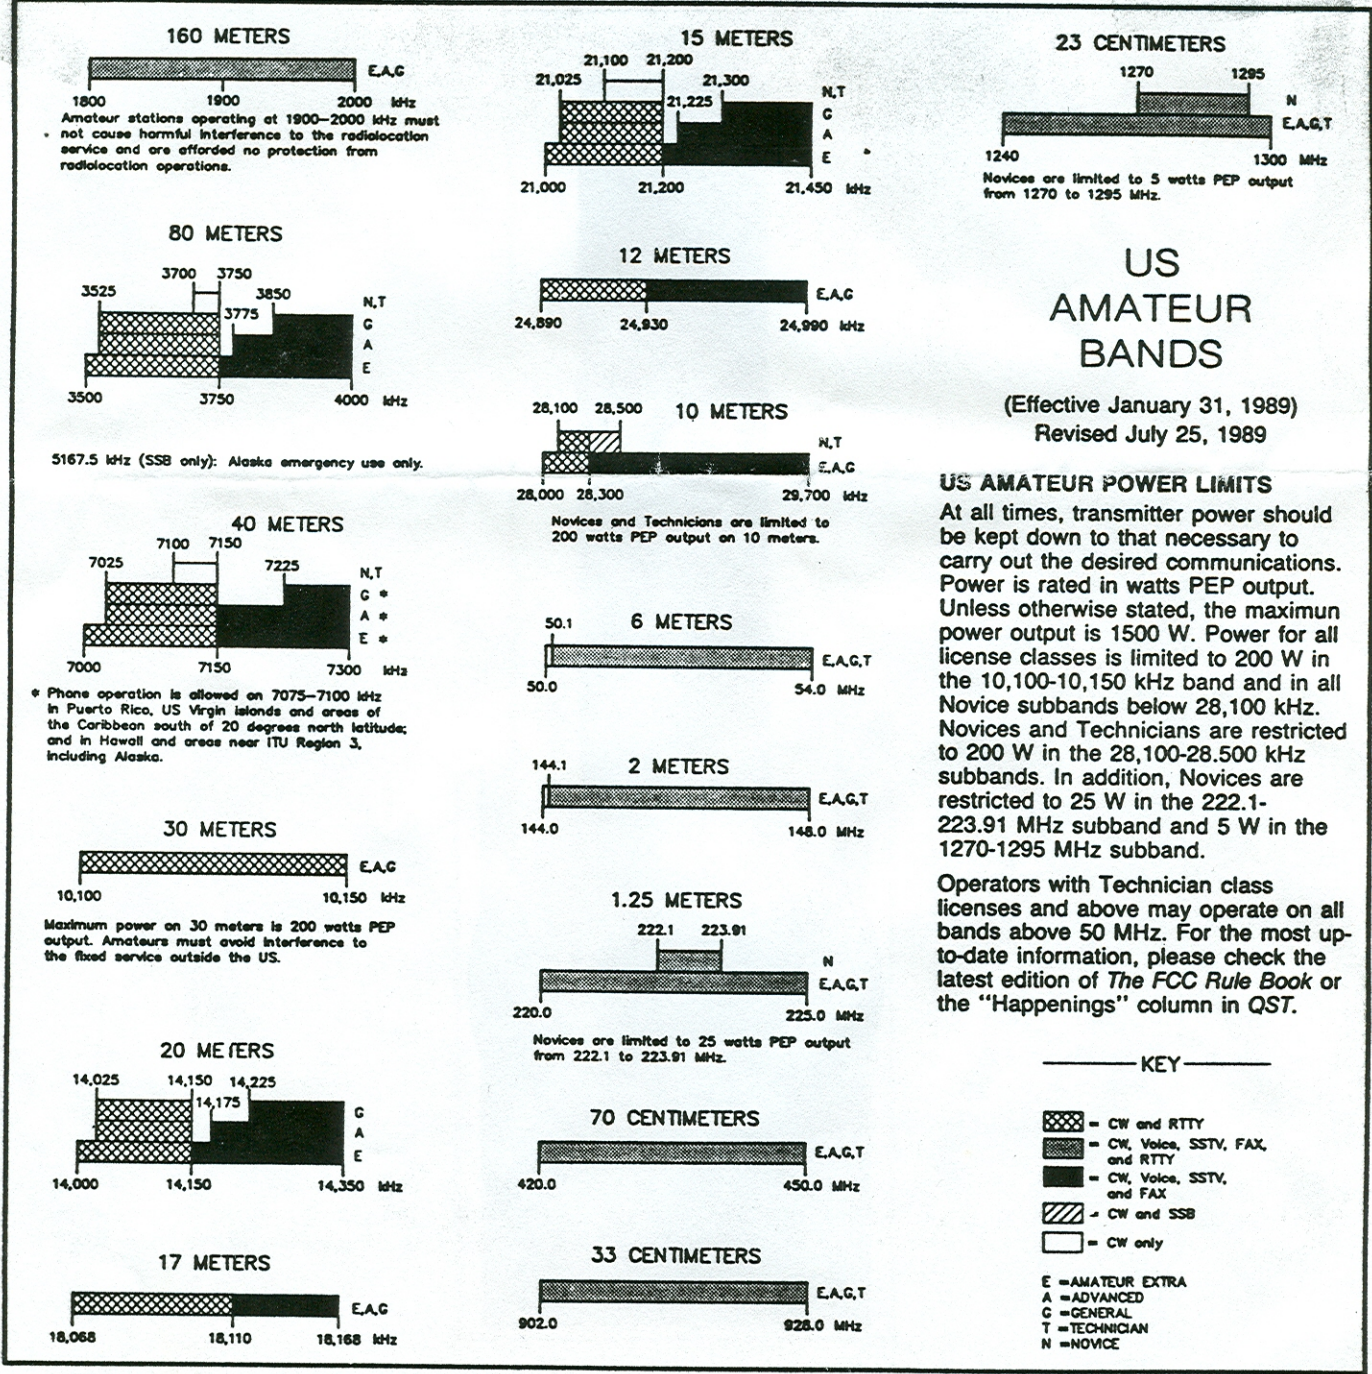 160 METERS
E,A,G
1800 1900 2000 kHz
Amateur stations operating at 1900-2000 kHz must
not cause harmful interference to the radiolocation
service and are afforded no protection from
radiolocation operations.
80 METERS
3700 3750
3525 3850
3775
N,T
G
A
E
3500 3750 4000 kHz
5167.5 kHz (SSB only): Alaska emergency use only.
40 METERS
7100 7150
7025 7225
N,T
G *
A *
E *
7000 7150 7300 kHz
* Phone operation is allowed on 7075-7100 kHz
in Puerto Rico, US Virgin islands and areas of
the Caribbean south of 20 degrees north latitude;
and in Hawaii and areas near ITU Region 3,
including Alaska.
30 METERS
E,A,G
10,100 10,150 kHz
Maximum power on 30 meters is 200 watts PEP
output. Amateurs must avoid interference to
the fixed service outside the US.
20 METERS
14,025 14,150 14,225
14,175
G
A
E
14,000 14,150 14,350 kHz
17 METERS
E,A,G
18,068 18,110 18,168 kHz
15 METERS
21,100 21,200
21,025 21,300
21,225
N,T
G
A
E
21,000 21,200 21,450 kHz
12 METERS
E,A,G
24,890 24,930 24,990 kHz
10 METERS
28,100 28,500
N,T
E,A,G
28,000 28,300 29,700 kHz
Novices and Technicians are limited to
200 watts PEP output on 10 meters.
6 METERS
50.1
E,A,G,T
50.0 54.0 MHz
2 METERS
144.1
E,A,G,T
144.0 148.0 MHz
1.25 METERS
222.1 223.91
N
E,A,G,T
220.0 225.0 MHz
Novices are limited to 25 watts PEP output
from 222.1 to 223.91 MHz.
70 CENTIMETERS
E,A,G,T
420.0 450.0 MHz
33 CENTIMETERS
E,A,G,T
902.0 928.0 MHz
23 CENTIMETERS
1270 1295
N
E,A,G,T
1240 1300 MHz
Novices are limited to 5 watts PEP output
from 1270 to 1295 MHz.
US
AMATEUR
BANDS
(Effective January 31, 1989)
Revised July 25, 1989
US AMATEUR POWER LIMITS
At all times, transmitter power should
be kept down to that necessary to
carry out the desired communications.
Power is rated in watts PEP output.
Unless otherwise stated, the maximun
power output is 1500 W. Power for all
license classes is limited to 200 W in
the 10,100-10,150 kHz band and in all
Novice subbands below 28,100 kHz.
Novices and Technicians are restricted
to 200 W in the 28,100-28.500 kHz
subbands. In addition, Novices are
restricted to 25 W in the 222.1-
223.91 MHz subband and 5 W in the
1270-1295 MHz subband.
Operators with Technician class
licenses and above may operate on all
bands above 50 MHz. For the most up-
to-date information, please check the
latest edition of The FCC Rule Book or
the "Happenings" column in QST.
KEY
= CW and RTTY
= CW, Voice, SSTV, FAX,
and RTTY
= CW, Voice, SSTV,
and FAX
= CW and SSB
= CW only
E =AMATEUR EXTRA
A =ADVANCED
G =GENERAL
T =TECHNICIAN
N =NOVICE